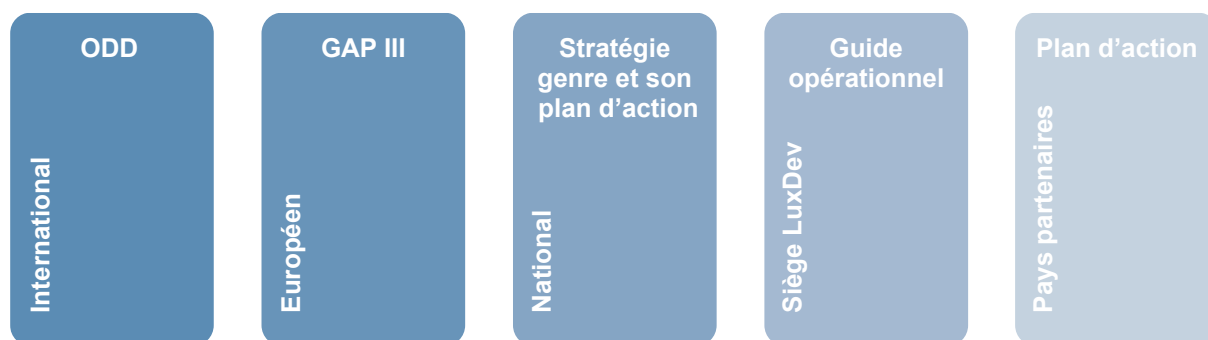 ODD
International
GAP III
Européen
Stratégie
genre et son
plan d'action
National
Guide
opérationnel
Siège LuxDev
Plan d'action
Pays partenaires